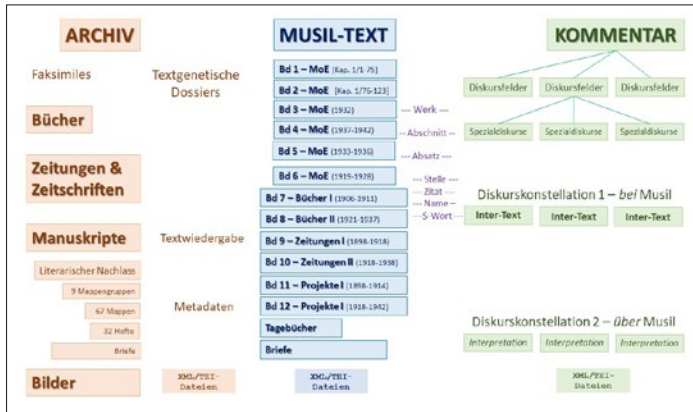 ARCHIV
Faksimiles
Textgenetische
Dossiers
Bücher
Zeitungen &
Zeitschriften
Manuskripte
Textwiedergabe
Literarischer Nachlass
9 Mappengruppen
67 Mappen
32 Hefte
Briefe
Metadaten
Bilder
XML/TEI-
Dateien
MUSIL-TEXT
Bd 1 – MoE [Kap. 1/1-75]
Bd 2 – MoE [Kap. 1/76-123]
Bd 3 – MoE (1932)
Bd 4 – MoE (1937-1942)
Bd 5 – MoE (1933-1936)
Bd 6 – MoE (1919-1928)
Bd 7 – Bücher I (1906-1911)
Bd 8 – Bücher II (1921-1937)
Bd 9 – Zeitungen I (1898-1918)
Bd 10 – Zeitungen II (1918-1938)
Bd 11 – Projekte I (1898-1914)
Bd 12 – Projekte I (1918-1942)
Tagebücher
Briefe
XML/TEI-
Dateien
--- Werk ---
--- Abschnitt ---
--- Absatz ---
--- Stelle ---
--- Zitat ---
--- Name ---
---S-Wort ---
KOMMENTAR
Diskursfelder Diskursfelder Diskursfelder
Spezialdiskurse Spezialdiskurse Spezialdiskurse
Diskurskonstellation 1 – bei Musil
Inter-Text Inter-Text Inter-Text
Diskurskonstellation 2 – über Musil
Interpretation Interpretation Interpretation
XML/TEI-
Dateien